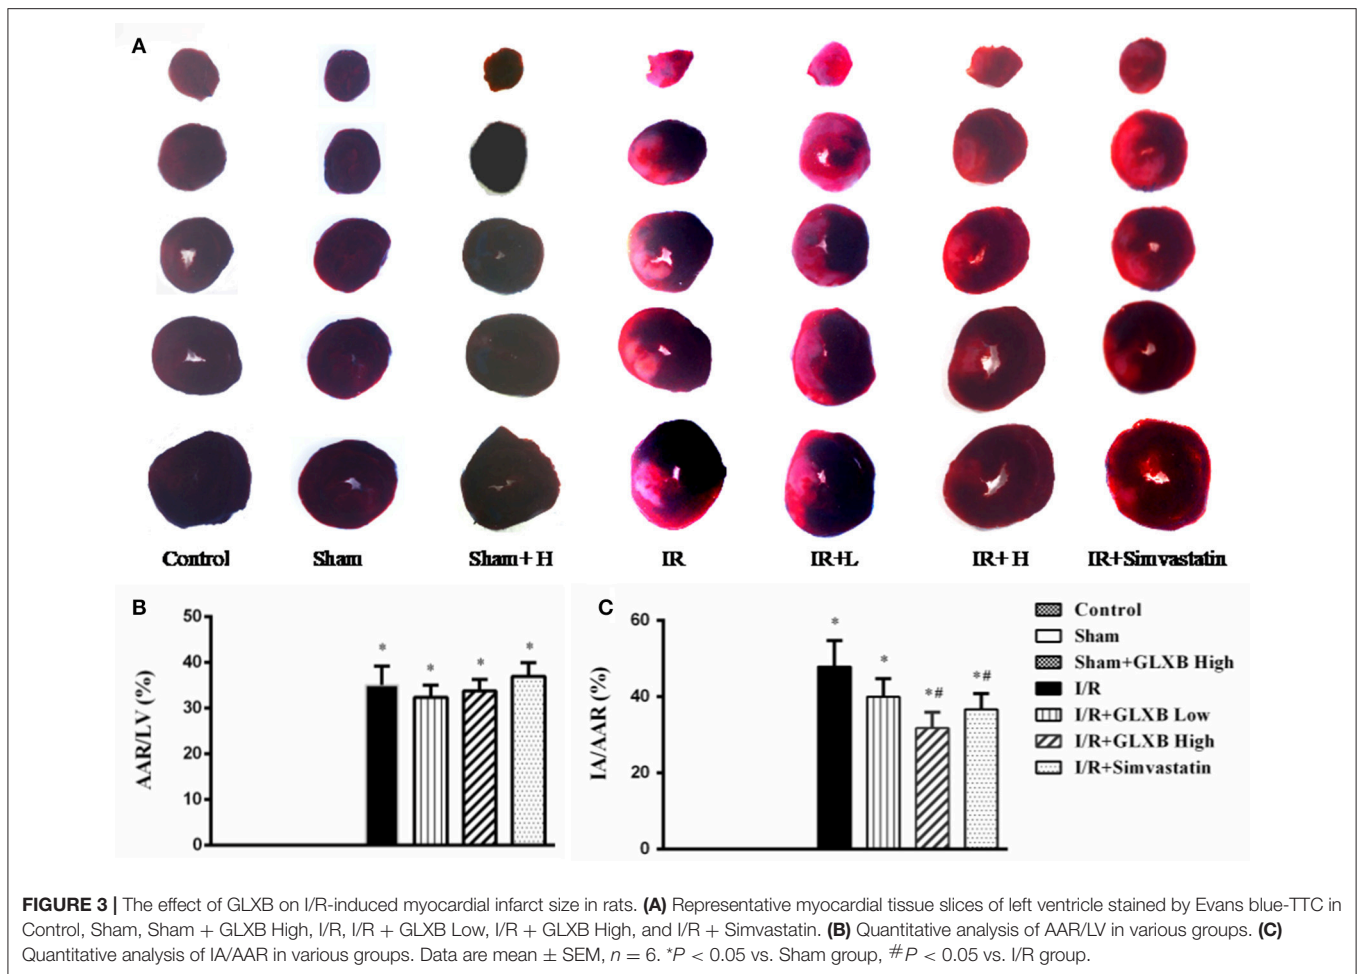 A
Control Sham Sham+ H IR IR+L IR+ H IR+Simvastatin
B
50
40
30
20
10
0
AAR/LV (%)
* * * *
C
60
40
20
0
IA/AAR (%)
* * *# *#
Control
Sham
Sham+GLXB High
I/R
I/R+GLXB Low
I/R+GLXB High
I/R+Simvastatin
FIGURE 3 | The effect of GLXB on I/R-induced myocardial infarct size in rats. (A) Representative myocardial tissue slices of left ventricle stained by Evans blue-TTC in
Control, Sham, Sham + GLXB High, I/R, I/R + GLXB Low, I/R + GLXB High, and I/R + Simvastatin. (B) Quantitative analysis of AAR/LV in various groups. (C)
Quantitative analysis of IA/AAR in various groups. Data are mean ± SEM, n = 6. *P < 0.05 vs. Sham group, #P < 0.05 vs. I/R group.